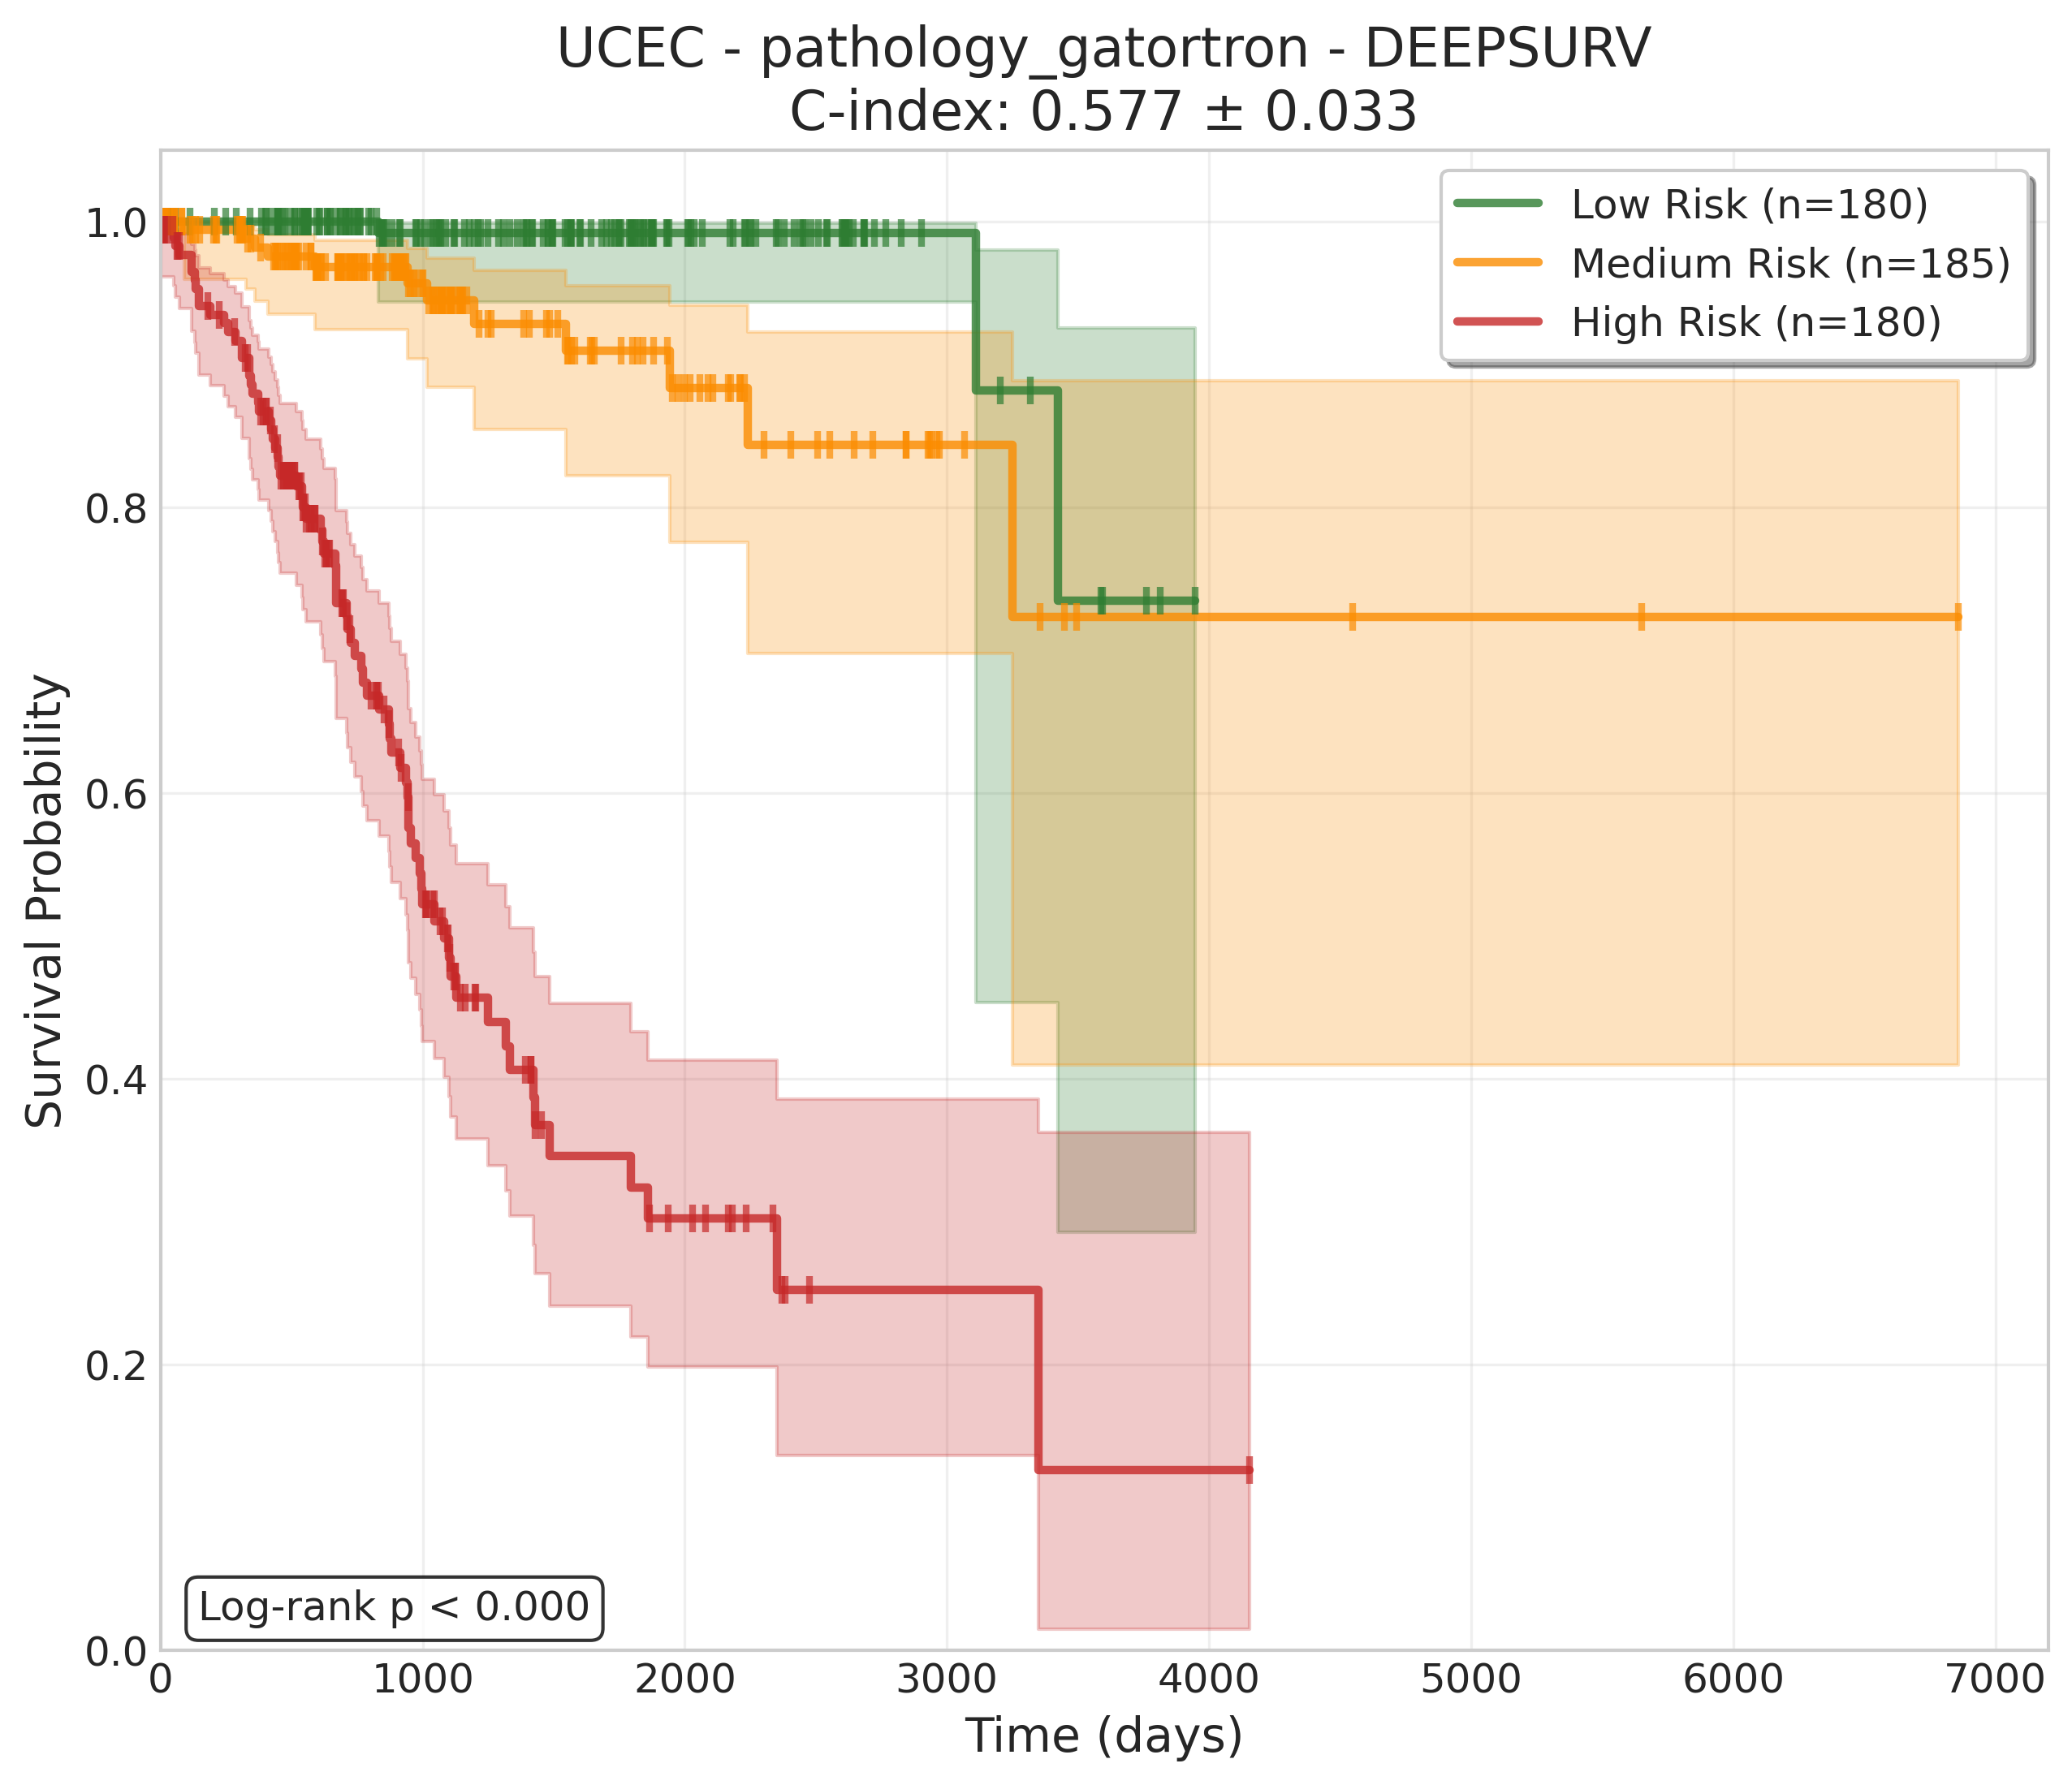 UCEC - pathology_gatortron - DEEPSURV
C-index: 0.577 ± 0.033
Low Risk (n=180)
Medium Risk (n=185)
High Risk (n=180)
Survival Probability
1.0
0.8
0.6
0.4
0.2
0.0
Log-rank p < 0.000
0 1000 2000 3000 4000 5000 6000 7000
Time (days)